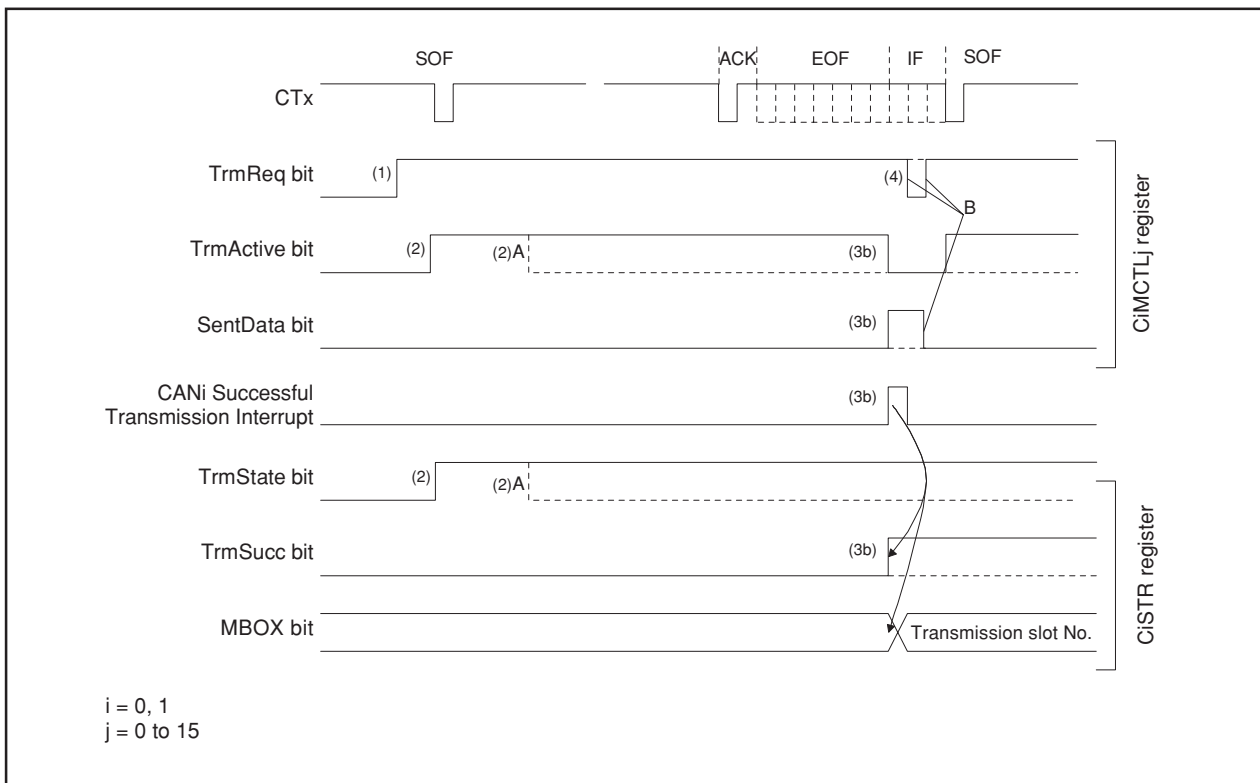 SOF
ACK
EOF
IF
SOF
CTx
TrmReq bit
(1)
(4)
B
TrmActive bit
(2)
(2)A
(3b)
SentData bit
(3b)
CANi Successful
Transmission Interrupt
(3b)
TrmState bit
(2)
(2)A
TrmSucc bit
(3b)
MBOX bit
Transmission slot No.
CiMCTLj register
CiSTR register
i = 0, 1
j = 0 to 15